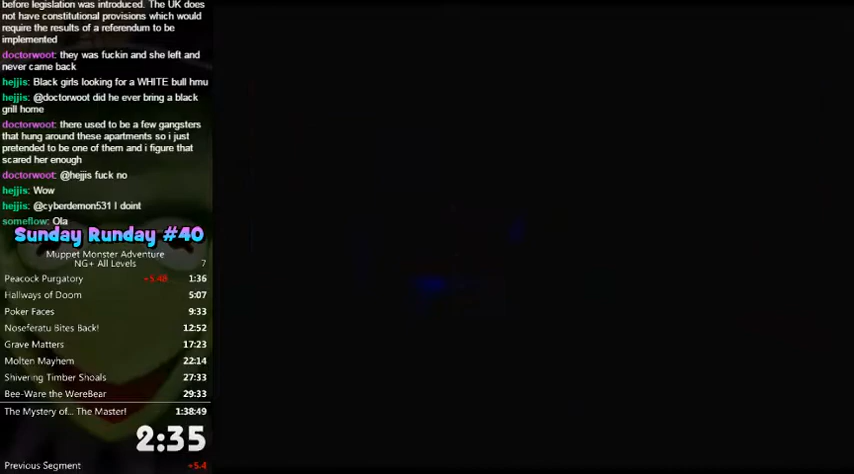 before legislation was introduced. The UK does
not have constitutional provisions which would
require the results of a referendum to be
implemented
doctorwoot: they was fuckin and she left and
never came back
hejjis: Black girls looking for a WHITE bull hmu
hejjis: @doctorwoot did he ever bring a black
grill home
doctorwoot: there used to be a few gangsters
that hung around these apartments so i just
pretended to be one of them and i figure that
scared her enough
doctorwoot: @hejjis fuck no
hejjis: Wow
hejjis: @cyberdemon531 I doint
someflow: Ola
Sunday Runday #40
Muppet Monster Adventure
NG+ All Levels 7
Peacock Purgatory +5.48 1:36
Hallways of Doom 5:07
Poker Faces 9:33
Noseferatu Bites Back! 12:52
Grave Matters 17:23
Molten Mayhem 22:14
Shivering Timber Shoals 27:33
Bee-Ware the WereBear 29:33
The Mystery of... The Master! 1:38:49
2:35
Previous Segment +5.4